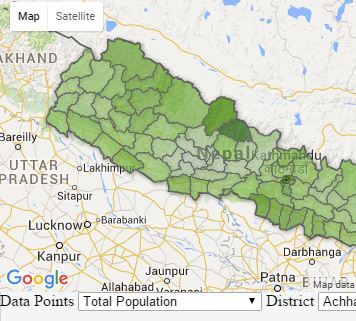 Map Satellite
AKHAND
Bareilly
Nepal
Kathmandu
UTTAR
PRADESH
Lakhimpur
Sitapur
Lucknow
Barabanki
Kanpur
Darbhanga
Google
Jaunpur
Patna
Allahabad
Varanasi
Map data
Data Points Total Population District Achha